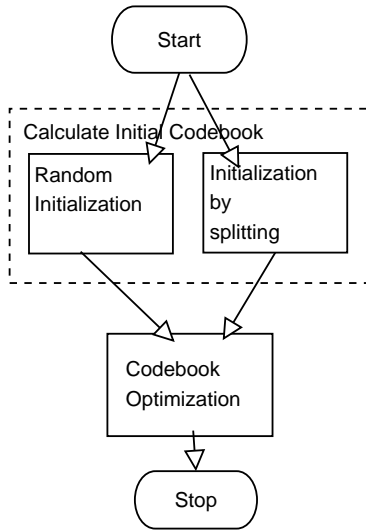 Start
Calculate Initial Codebook
Random
Initialization
Initialization
by
splitting
Codebook
Optimization
Stop